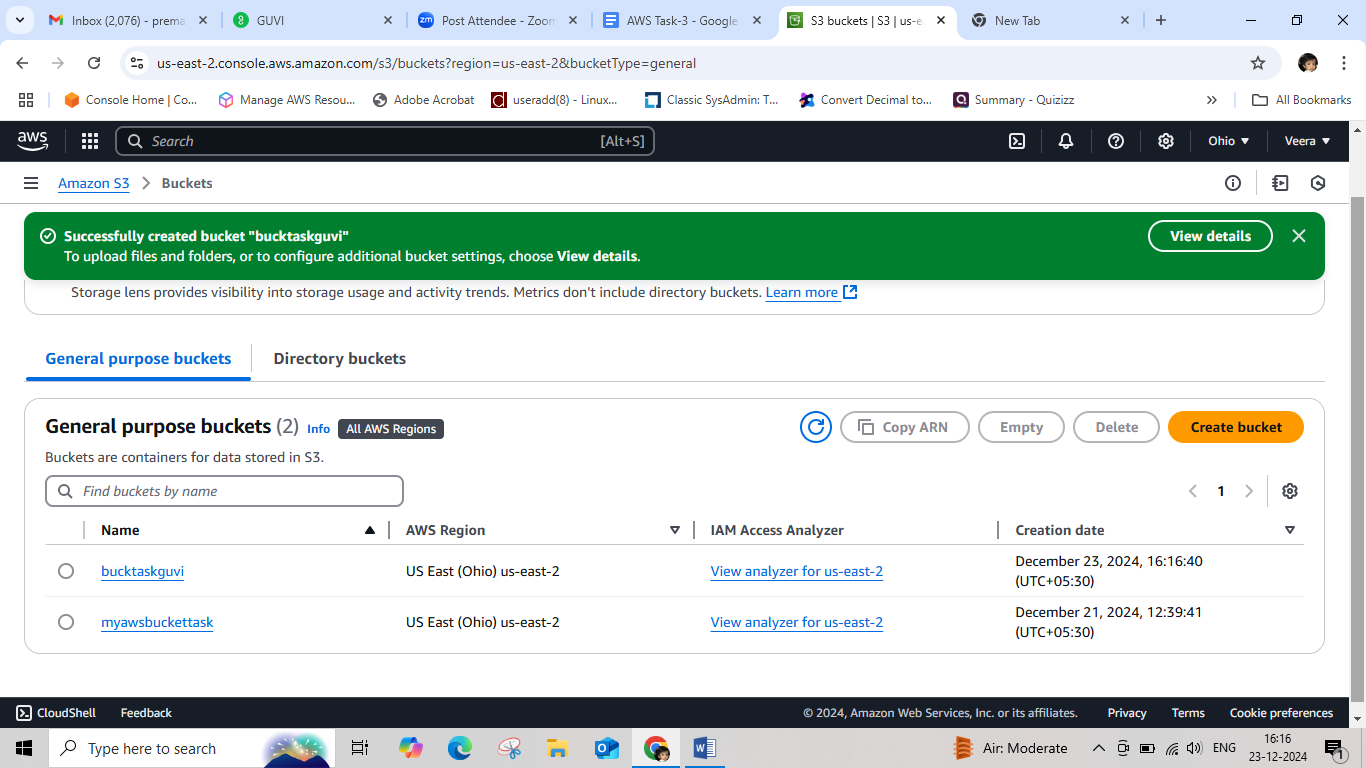 Inbox (2,076) - prema
GUVI
Post Attendee - Zoom
AWS Task-3 - Google
S3 buckets | S3 | us-e
New Tab
us-east-2.console.aws.amazon.com/s3/buckets?region=us-east-2&bucketType=general
Console Home | Co...
Manage AWS Resou...
Adobe Acrobat
useradd(8) - Linux...
Classic SysAdmin: T...
Convert Decimal to...
Summary - Quizizz
All Bookmarks
aws
Search
[Alt+S]
Ohio
Veera
Amazon S3
Buckets
Successfully created bucket "bucktaskguvi"
View details
To upload files and folders, or to configure additional bucket settings, choose View details.
Storage lens provides visibility into storage usage and activity trends. Metrics don't include directory buckets. Learn more
General purpose buckets
Directory buckets
General purpose buckets (2) Info All AWS Regions
Copy ARN
Empty
Delete
Create bucket
Buckets are containers for data stored in S3.
Find buckets by name
1
Name
AWS Region
IAM Access Analyzer
Creation date
bucktaskguvi
US East (Ohio) us-east-2
View analyzer for us-east-2
December 23, 2024, 16:16:40
(UTC+05:30)
myawsbuckettask
US East (Ohio) us-east-2
View analyzer for us-east-2
December 21, 2024, 12:39:41
(UTC+05:30)
CloudShell
Feedback
© 2024, Amazon Web Services, Inc. or its affiliates.
Privacy
Terms
Cookie preferences
Type here to search
Air: Moderate
ENG
16:16
23-12-2024
1